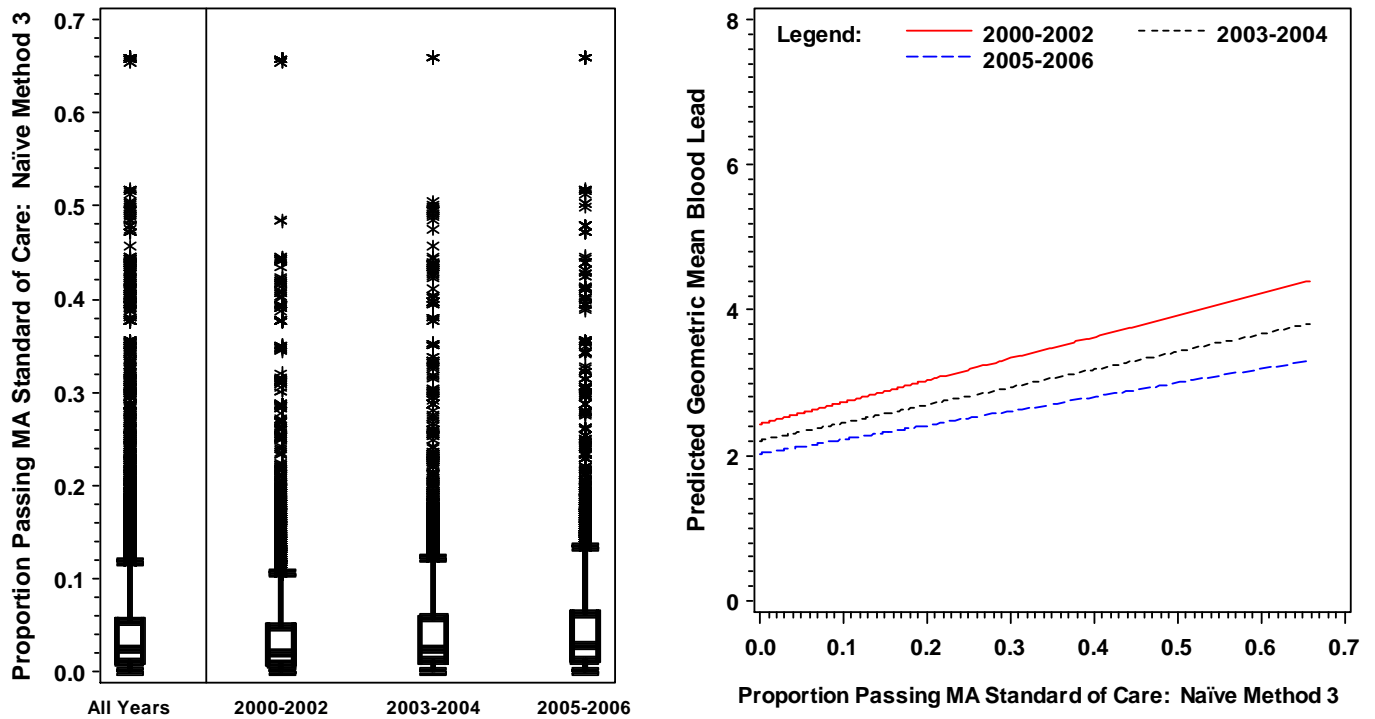 Proportion Passing MA Standard of Care: Naïve Method 3
0.7
0.6
0.5
0.4
0.3
0.2
0.1
0.0
All Years 2000-2002 2003-2004 2005-2006
Predicted Geometric Mean Blood Lead
8
6
4
2
0
Legend: 2000-2002 2003-2004
2005-2006
0.0 0.1 0.2 0.3 0.4 0.5 0.6 0.7
Proportion Passing MA Standard of Care: Naïve Method 3